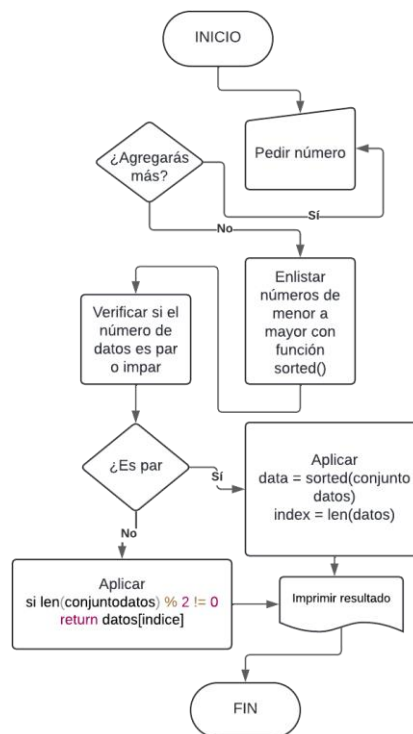 INICIO
Pedir número
¿Agregarás
más?
Sí
No
Enlistar
números de
menor a
mayor con
función
sorted()
Verificar si el
número de
datos es par
o impar
¿Es par
Sí
No
Aplicar
data = sorted(conjunto
datos)
index = len(datos)
Aplicar
si len(conjuntodatos) % 2 != 0
return datos[indice]
Imprimir resultado
FIN